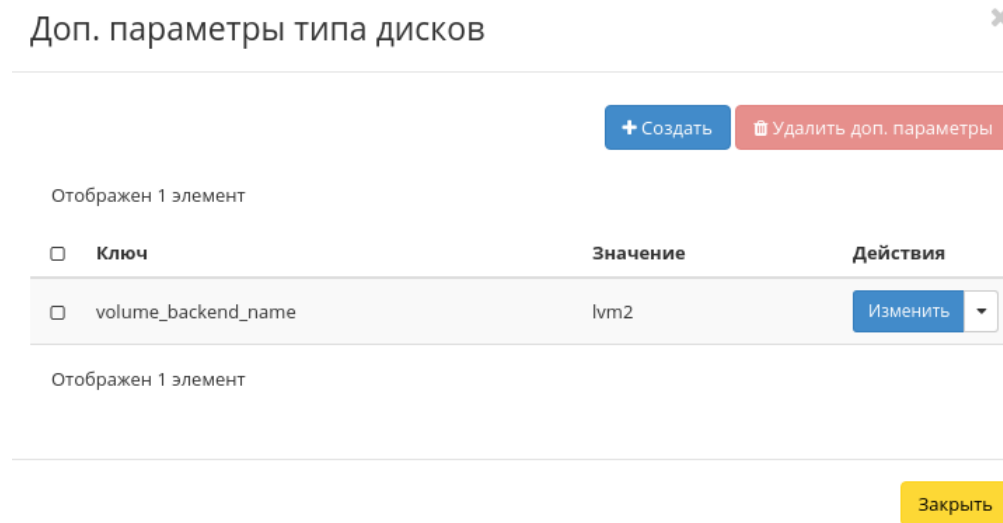 Доп. параметры типа дисков
Создать Удалить доп. параметры
Отображен 1 элемент
Ключ Значение Действия
volume_backend_name lvm2 Изменить
Отображен 1 элемент
Закрыть